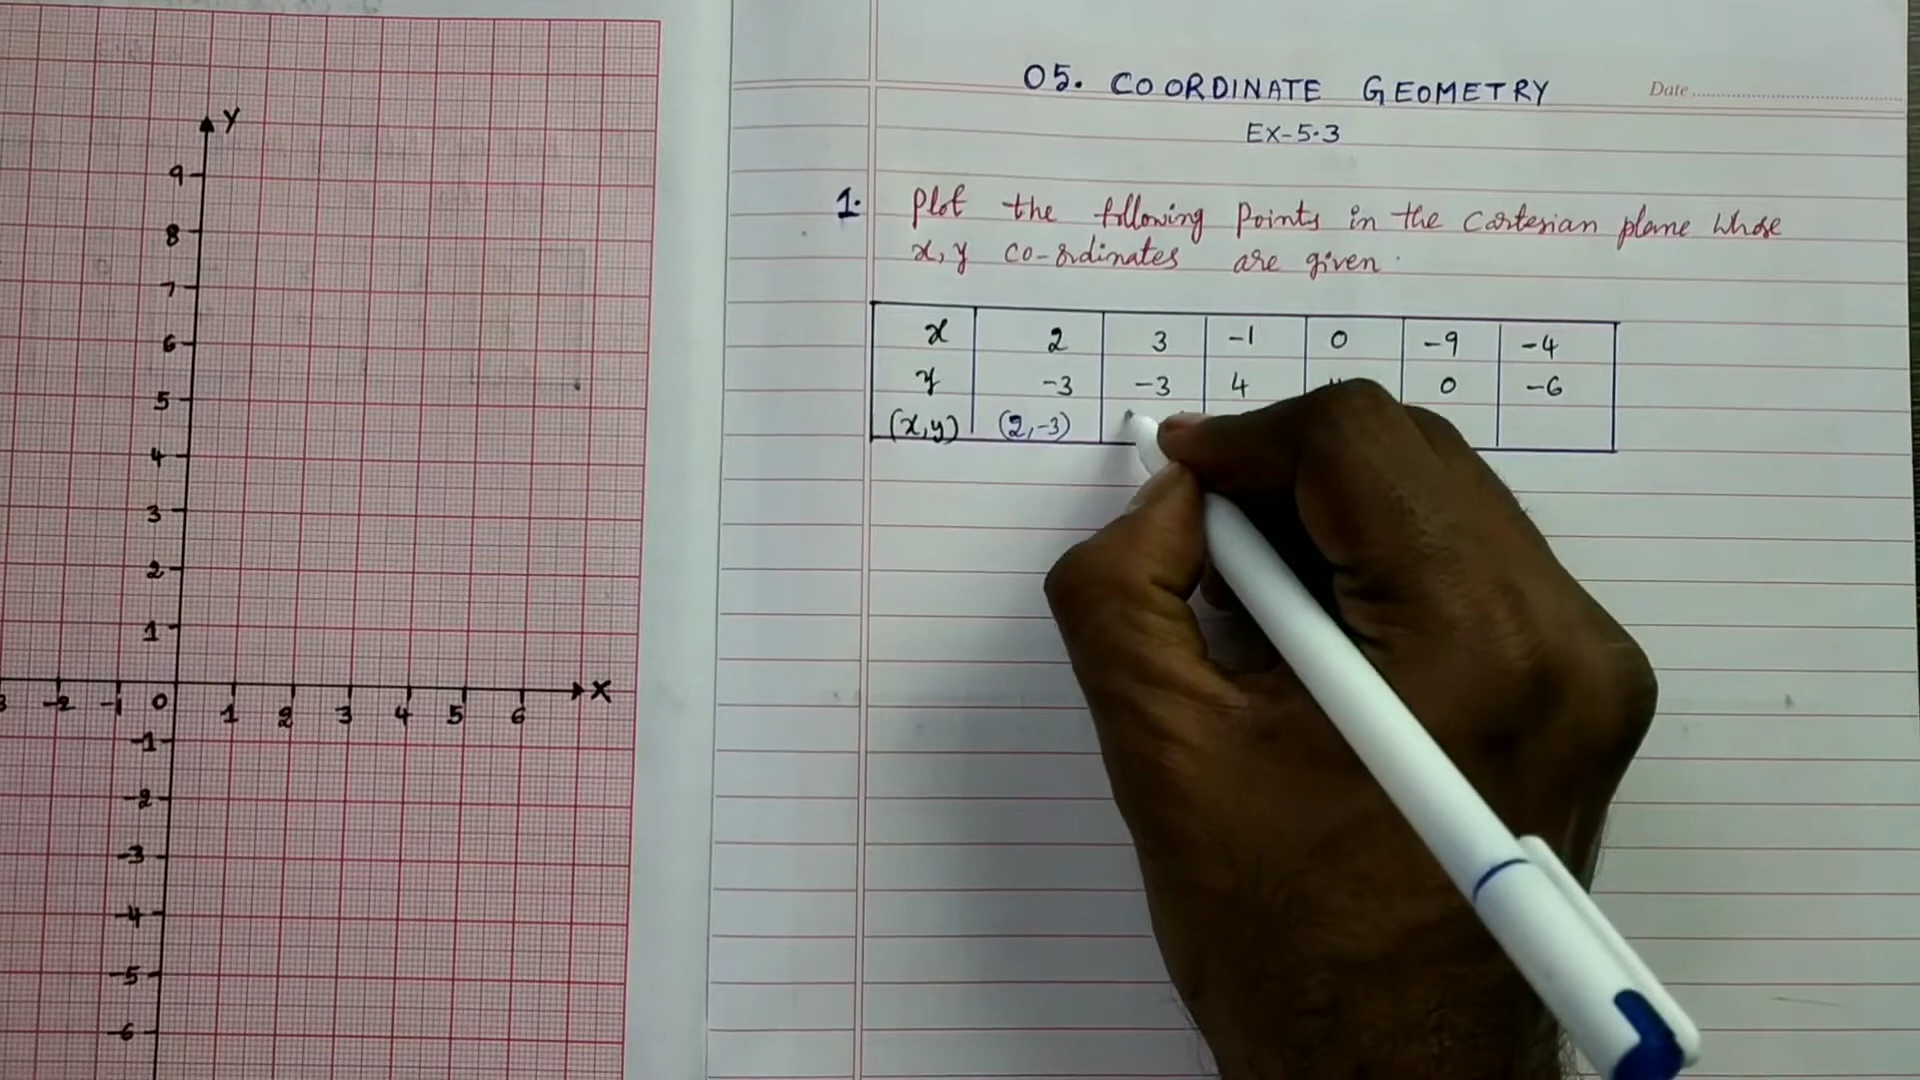 05. COORDINATE GEOMETRY
Date
EX-5.3
1. Plot the following Points in the Cartesian plane whose
x, y co-ordinates are given.
x 2 3 -1 0 -9 -4
y -3 -3 4 0 -6
(x,y) (2,-3)
Y
9
8
7
6
5
4
3
2
1
-2 -1 0 1 2 3 4 5 6 X
-1
-2
-3
-4
-5
-6